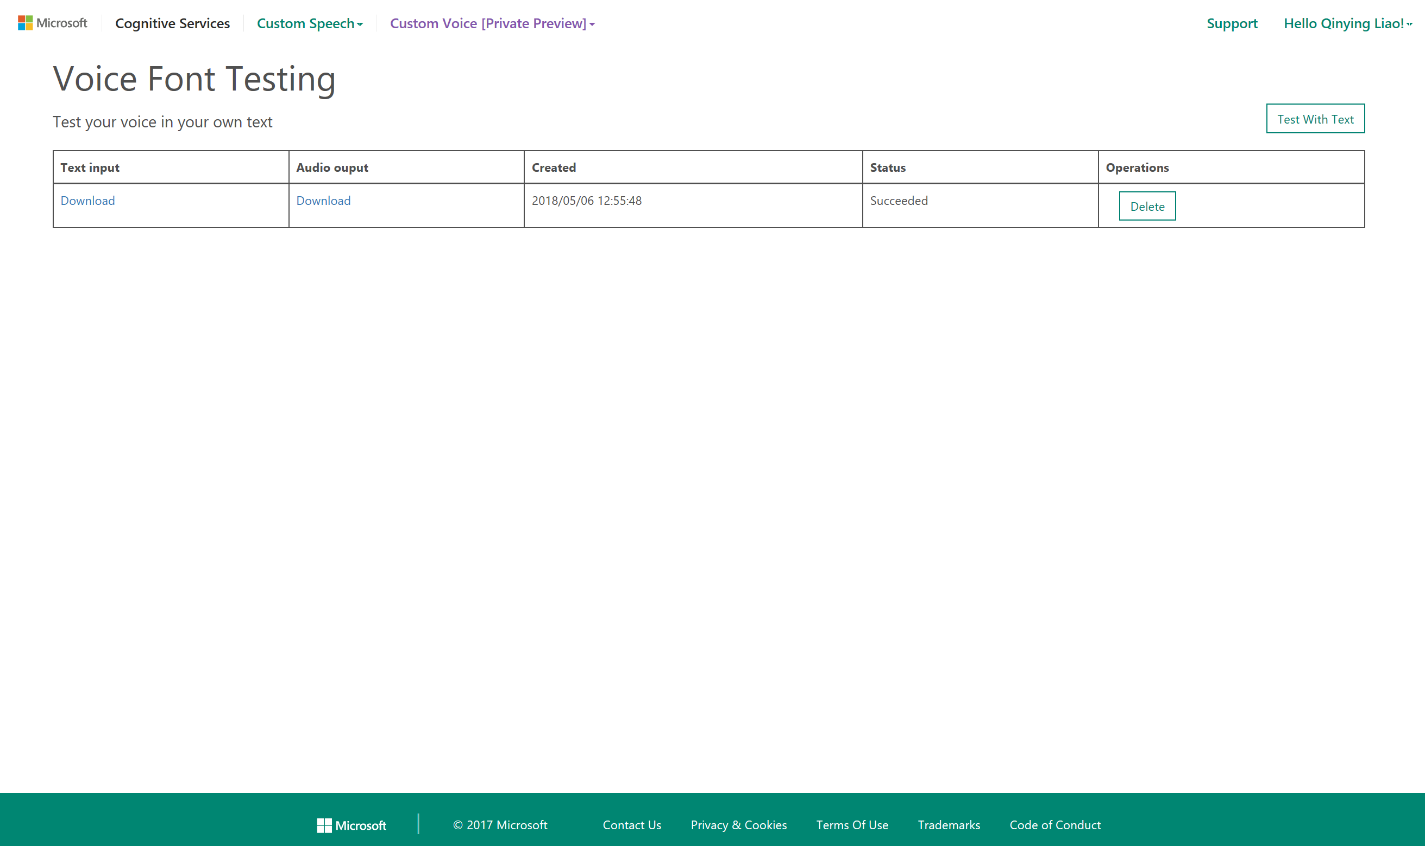 Microsoft Cognitive Services Custom Speech Custom Voice [Private Preview] Support Hello Qinying Liao!
Voice Font Testing
Test your voice in your own text
Test With Text
Text input Audio ouput Created Status Operations
Download Download 2018/05/06 12:55:48 Succeeded Delete
Microsoft © 2017 Microsoft Contact Us Privacy & Cookies Terms Of Use Trademarks Code of Conduct